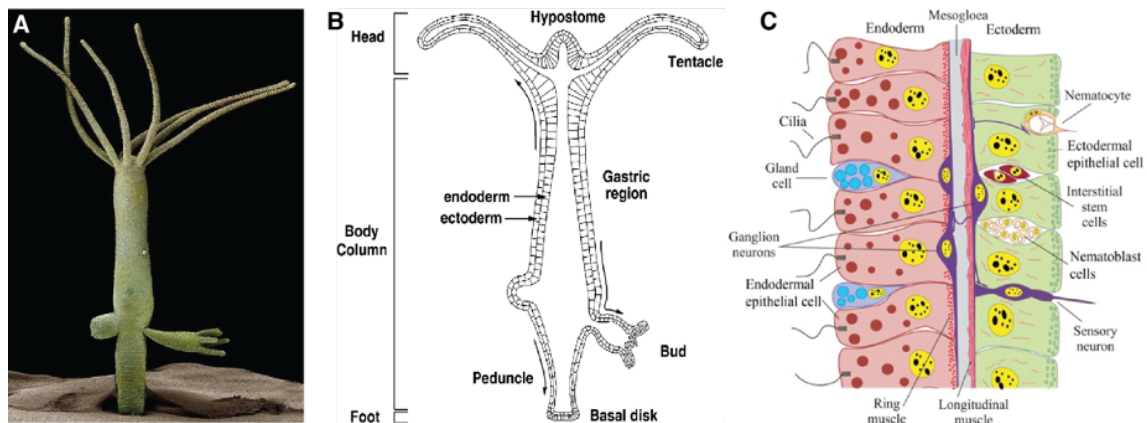 A
B
Head
Body
Column
Foot
Hypostome
Tentacle
endoderm
ectoderm
Gastric
region
Peduncle
Bud
Basal disk
C
Mesogloea
Endoderm
Ectoderm
Cilia
Gland
cell
Ganglion
neurons
Endodermal
epithelial cell
Ring
muscle
Longitudinal
muscle
Nematocyte
Ectodermal
epithelial cell
Interstitial
stem
cells
Nematoblast
cells
Sensory
neuron